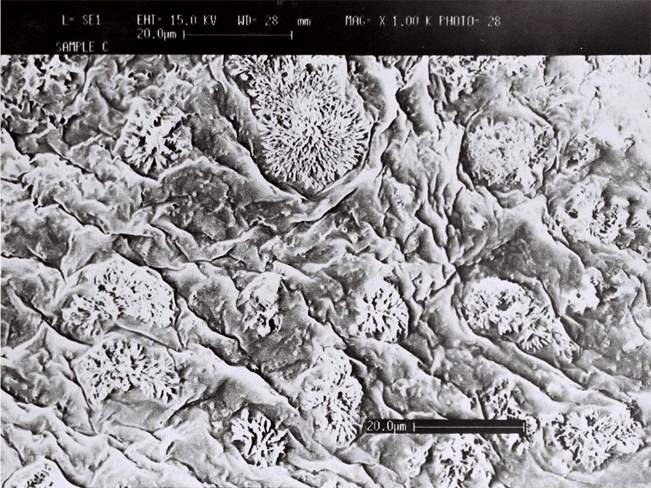 L= SE1 EHT= 15.0 KV WD= 28 mm MAG= X 1.00 K PHOTO= 28
20.0µm
SAMPLE C
20.0µm